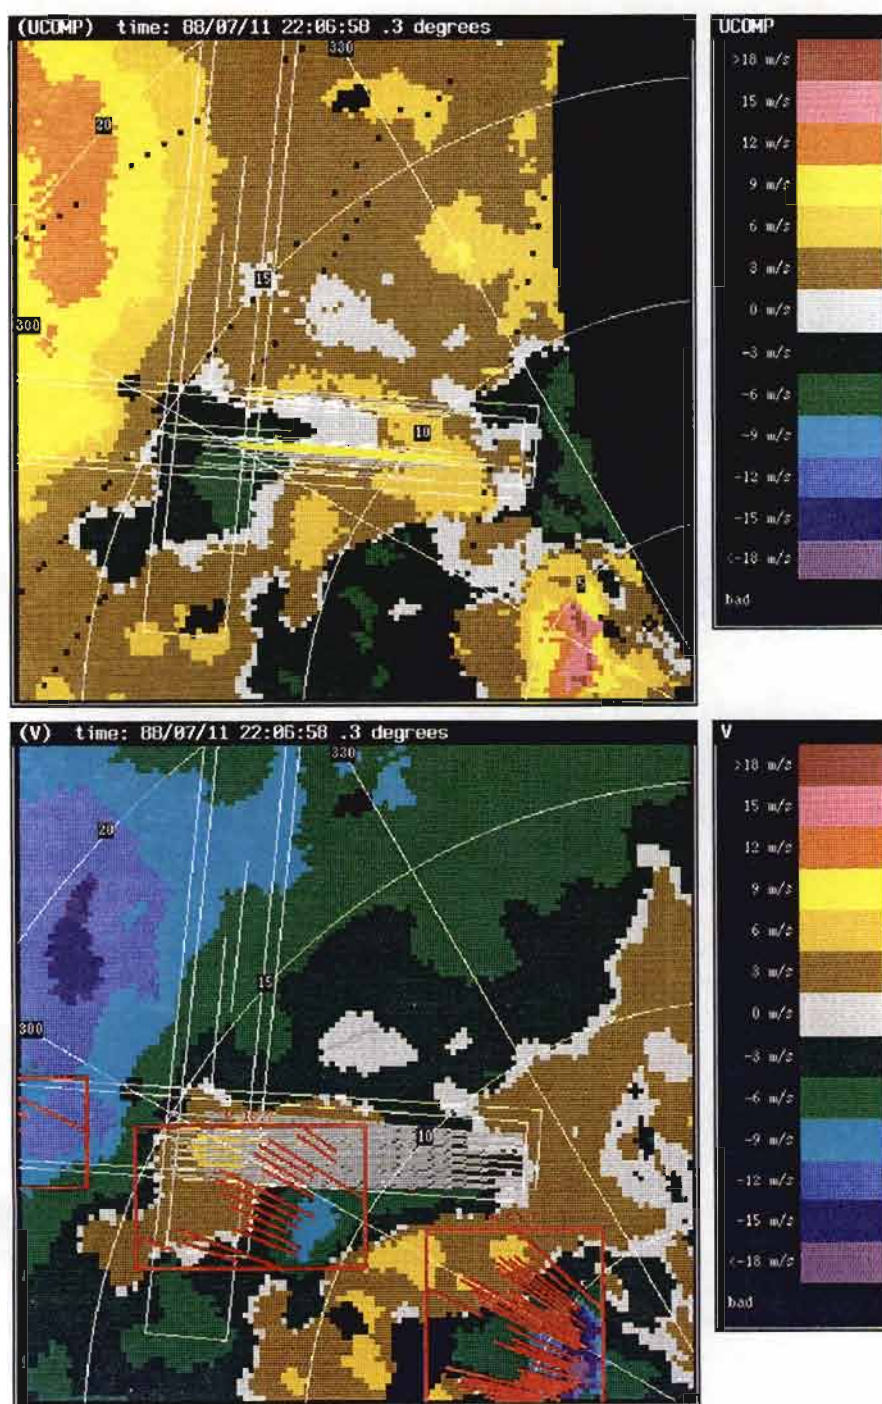 (UCOMP) time: 88/07/11 22:06:58 .3 degrees
330
20
15
300
10
5
UCOMP
>18 m/s
15 m/s
12 m/s
9 m/s
6 m/s
3 m/s
0 m/s
-3 m/s
-6 m/s
-9 m/s
-12 m/s
-15 m/s
<-18 m/s
bad
(V) time: 88/07/11 22:06:58 .3 degrees
330
20
15
300
10
V
>18 m/s
15 m/s
12 m/s
9 m/s
6 m/s
3 m/s
0 m/s
-3 m/s
-6 m/s
-9 m/s
-12 m/s
-15 m/s
<-18 m/s
bad